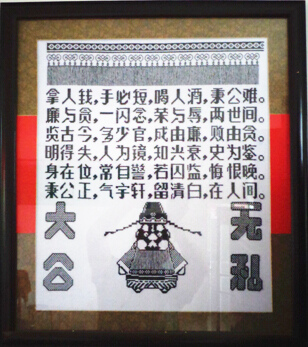 拿人钱,手必短,喝人酒,秉公难。
廉与贪,一闪念,荣与辱,两世间。
览古今,多少官,成由廉,败由贪。
明得失,人为镜,知兴衰,史为鉴。
身在位,常自警,若囚监,悔恨晚。
秉公正,气宇轩,留清白,在人间。
大公
无私